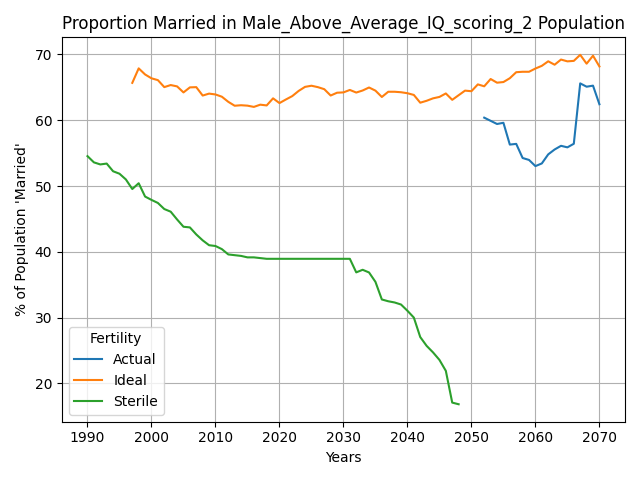 Proportion Married in Male_Above_Average_IQ_scoring_2 Population
% of Population 'Married'
70
60
50
40
30
20
Fertility
Actual
Ideal
Sterile
1990 2000 2010 2020 2030 2040 2050 2060 2070
Years